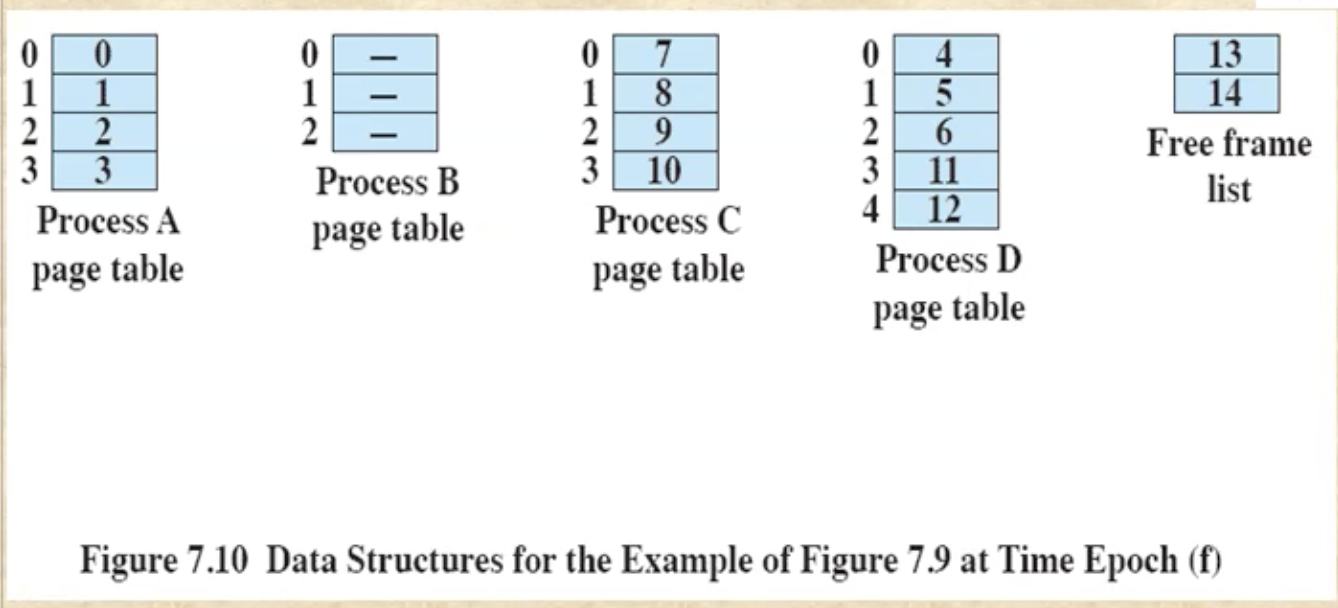 0 0
1 1
2 2
3 3
Process A
page table
0 –
1 –
2 –
Process B
page table
0 7
1 8
2 9
3 10
Process C
page table
0 4
1 5
2 6
3 11
4 12
Process D
page table
13
14
Free frame
list
Figure 7.10 Data Structures for the Example of Figure 7.9 at Time Epoch (f)